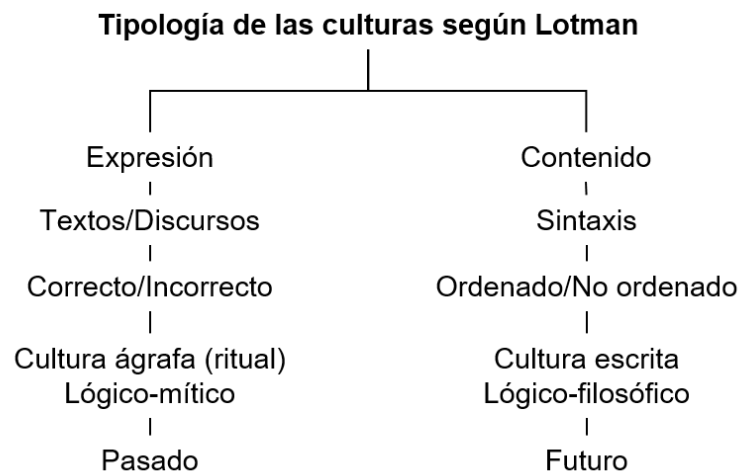 Tipología de las culturas según Lotman
Expresión
Textos/Discursos
Correcto/Incorrecto
Cultura ágrafa (ritual)
Lógico-mítico
Pasado
Contenido
Sintaxis
Ordenado/No ordenado
Cultura escrita
Lógico-filosófico
Futuro